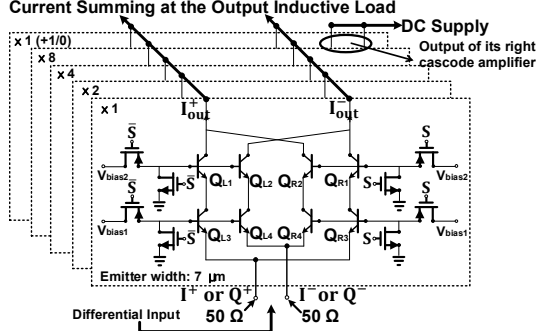 Current Summing at the Output Inductive Load
DC Supply
Output of its right
cascode amplifier
x 1 (+1/0)
x 8
x 4
x 2
x 1
I⁺out
I⁻out
S̅
S̅
Vbias2
S̅
QL1
QL2
QR2
QR1
S
Vbias2
S̅
S̅
Vbias1
S̅
QL3
QL4
QR4
QR3
S
S
Vbias1
Emitter width: 7 μm
I⁺ or Q⁺
I⁻ or Q⁻
50 Ω
50 Ω
Differential Input